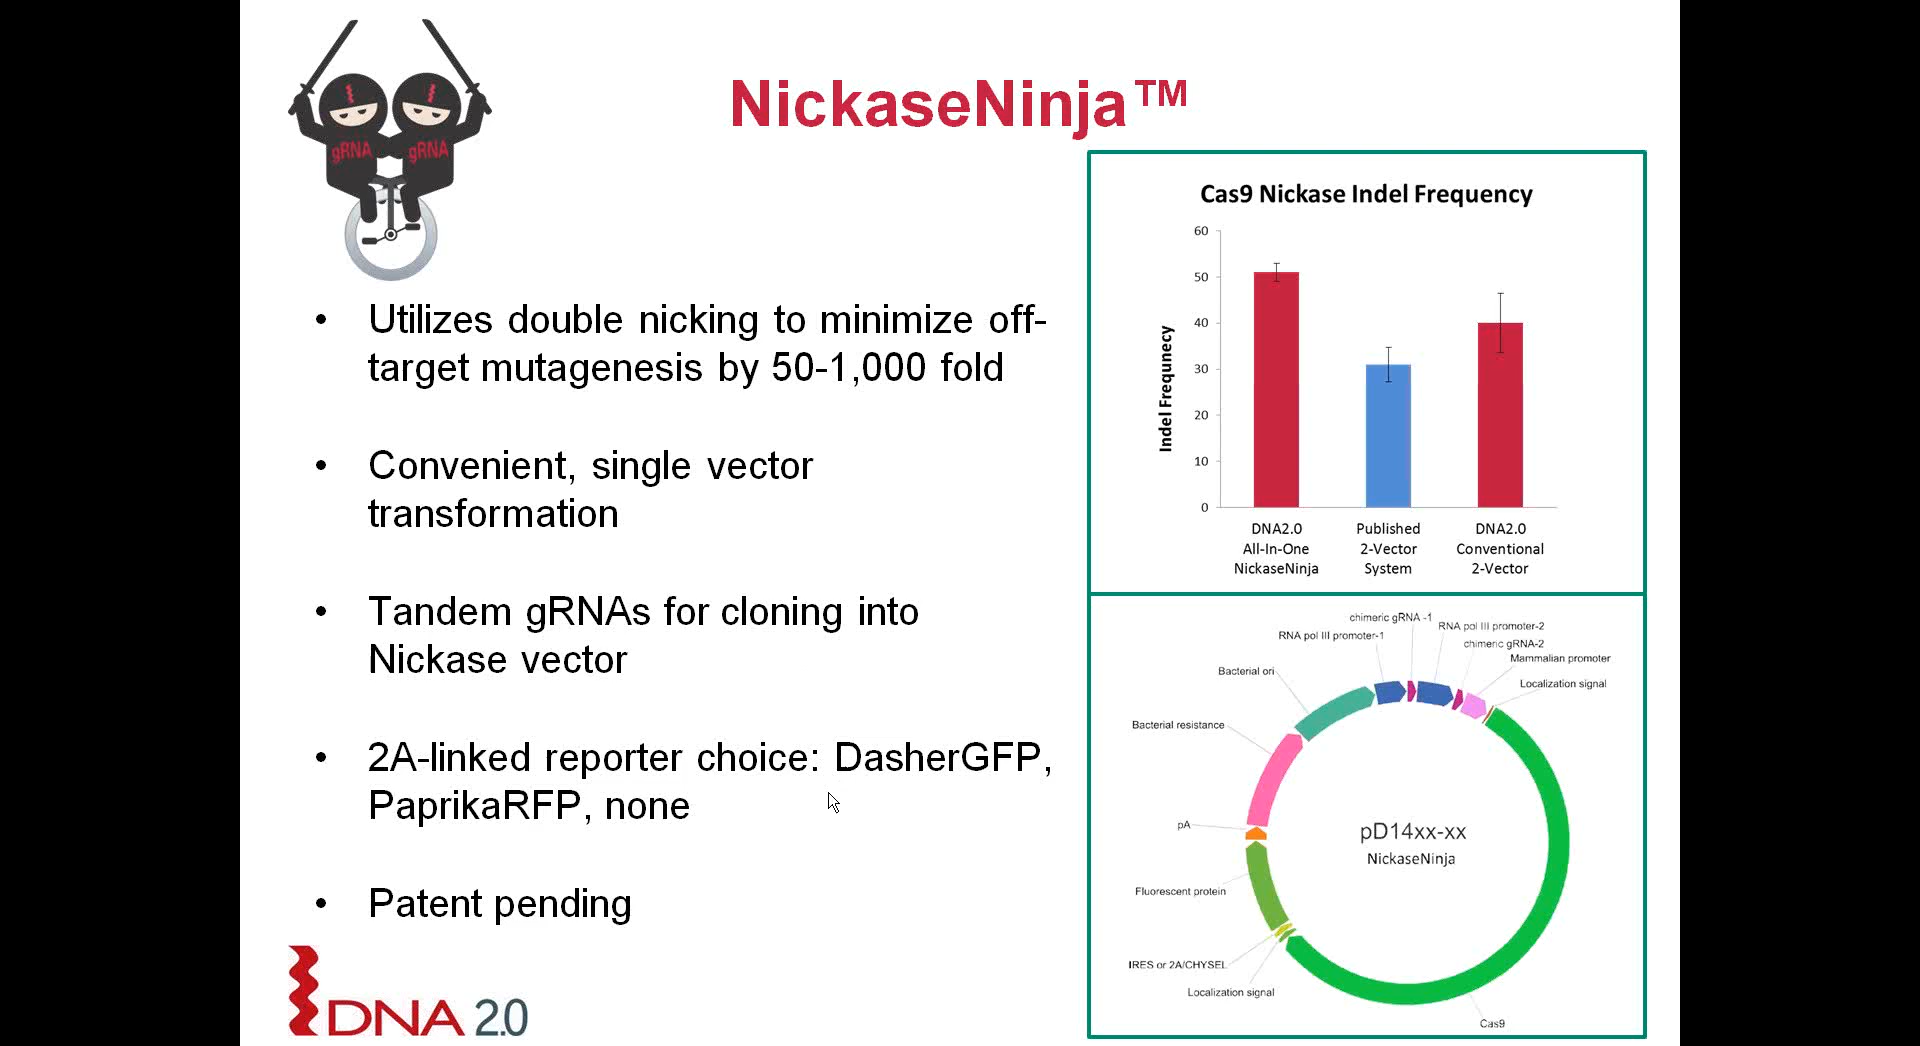 NickaseNinja™
gRNA gRNA
• Utilizes double nicking to minimize off-
target mutagenesis by 50-1,000 fold
• Convenient, single vector
transformation
• Tandem gRNAs for cloning into
Nickase vector
• 2A-linked reporter choice: DasherGFP,
PaprikaRFP, none
• Patent pending
DNA 2.0
Cas9 Nickase Indel Frequency
Indel Frequnecy
60
50
40
30
20
10
0
DNA2.0
All-In-One
NickaseNinja
Published
2-Vector
System
DNA2.0
Conventional
2-Vector
chimeric gRNA -1
RNA pol III promoter-2
RNA pol III promoter-1
chimeric gRNA-2
Mammalian promoter
Bacterial ori
Localization signal
Bacterial resistance
pA
pD14xx-xx
NickaseNinja
Fluorescent protein
IRES or 2A/CHYSEL
Localization signal
Cas9